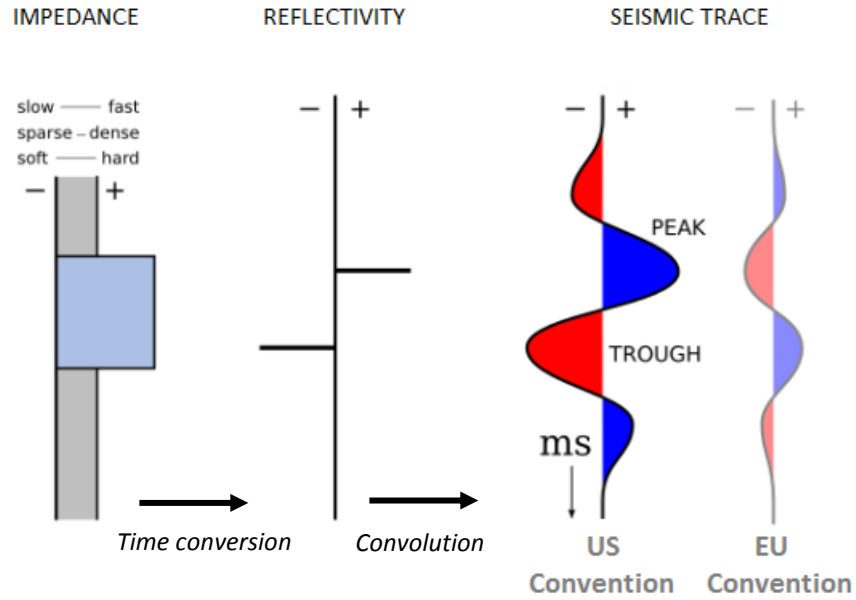 IMPEDANCE
REFLECTIVITY
SEISMIC TRACE
slow fast
sparse – dense
soft hard
− +
− +
− +
− +
PEAK
TROUGH
ms
Time conversion
Convolution
US
Convention
EU
Convention